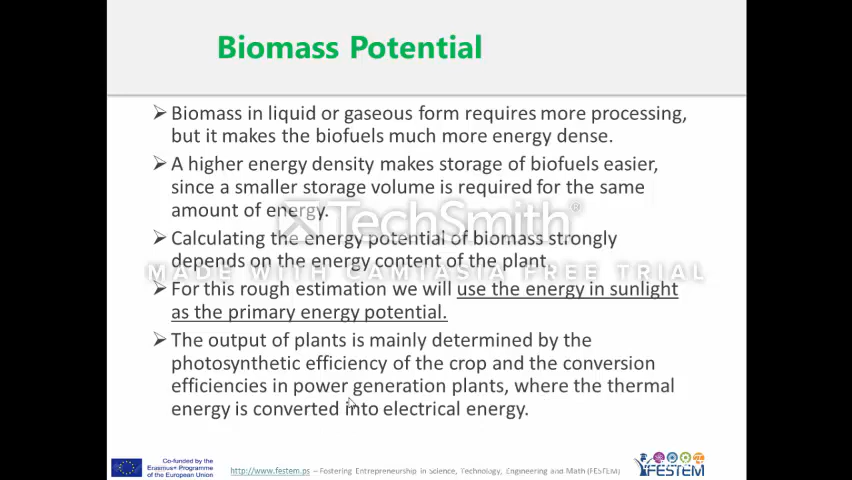 Biomass Potential
➢ Biomass in liquid or gaseous form requires more processing,
but it makes the biofuels much more energy dense.
➢ A higher energy density makes storage of biofuels easier,
since a smaller storage volume is required for the same
amount of energy.
TechSmith®
➢ Calculating the energy potential of biomass strongly
depends on the energy content of the plant
MADE WITH CAMTASIA FREE TRIAL
➢ For this rough estimation we will use the energy in sunlight
as the primary energy potential.
➢ The output of plants is mainly determined by the
photosynthetic efficiency of the crop and the conversion
efficiencies in power generation plants, where the thermal
energy is converted into electrical energy.
Co-funded by the
Erasmus+ Programme
of the European Union
http://www.festem.ps – Fostering Entrepreneurship in Science, Technology, Engineering and Math (FESTEM)
FESTEM